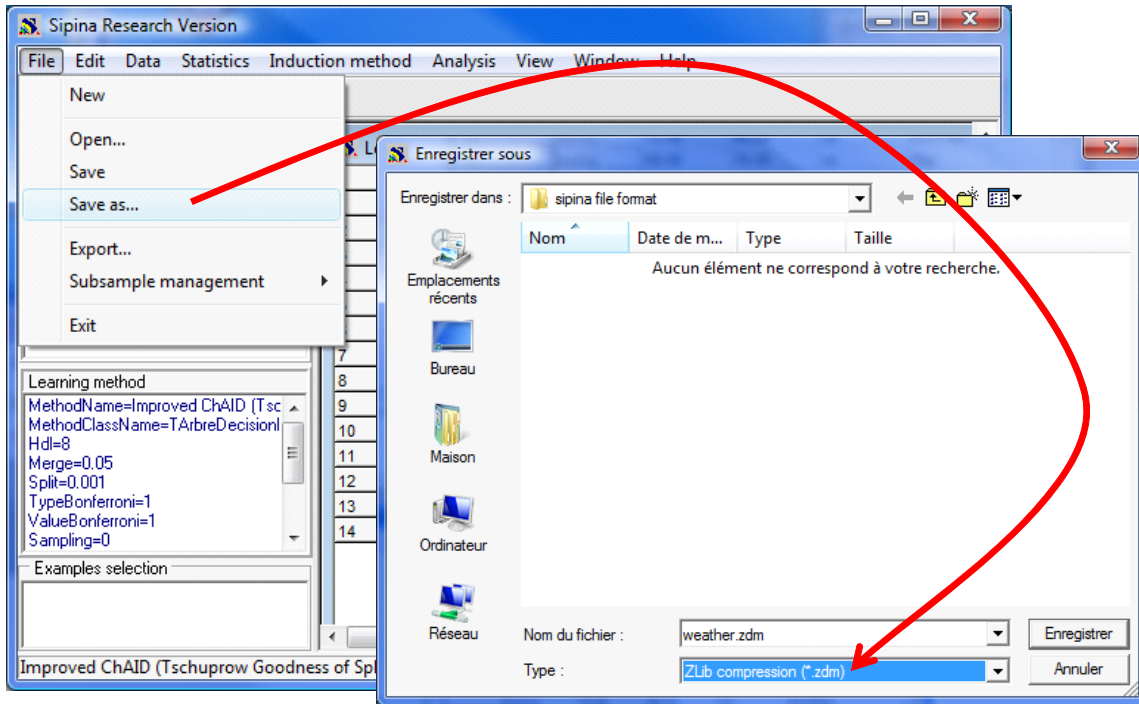 Sipina Research Version
File Edit Data Statistics Induction method Analysis View Window Help
New
Open...
Save
Save as...
Export...
Subsample management
Exit
7
8
9
10
11
12
13
14
Learning method
MethodName=Improved ChAID (Tsc
MethodClassName=TArbreDecisionI
Hdl=8
Merge=0.05
Split=0.001
TypeBonferroni=1
ValueBonferroni=1
Sampling=0
Examples selection
Improved ChAID (Tschuprow Goodness of Spl
Enregistrer sous
Enregistrer dans : sipina file format
Nom Date de m... Type Taille
Aucun élément ne correspond à votre recherche.
Emplacements
récents
Bureau
Maison
Ordinateur
Réseau
Nom du fichier : weather.zdm Enregistrer
Type : ZLib compression (*.zdm) Annuler